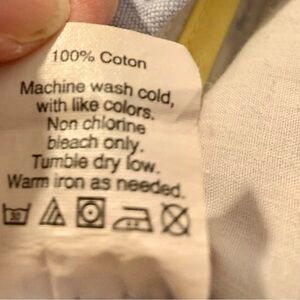 100% Coton
Machine wash cold,
with like colors.
Non chlorine
bleach only.
Tumble dry low.
Warm iron as needed.
30